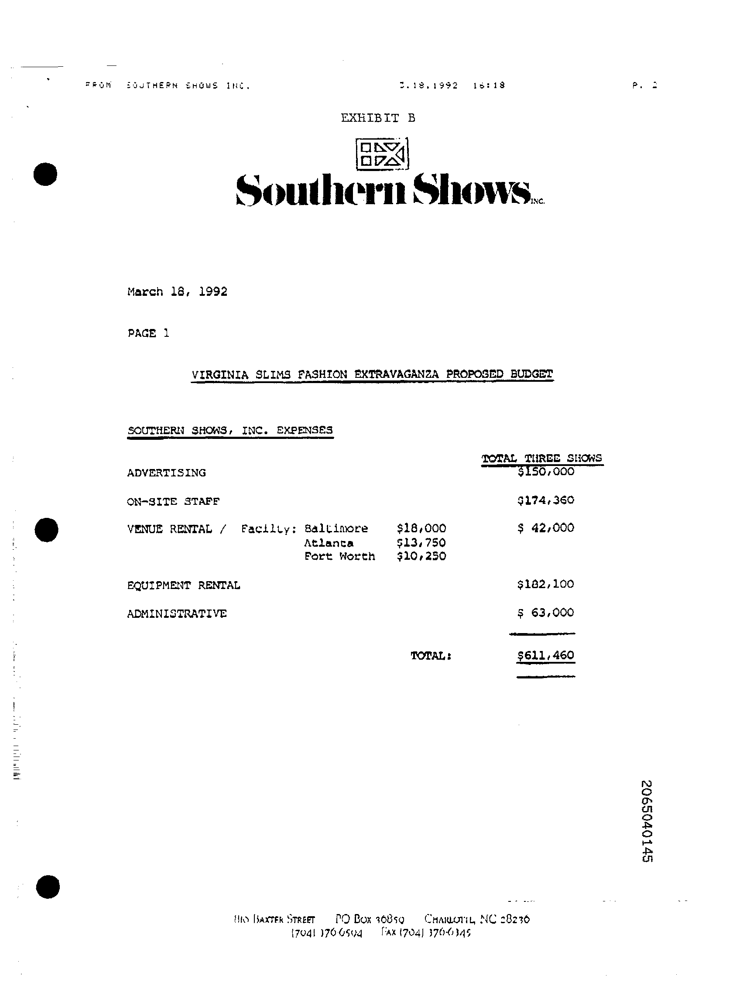 FROM SOUTHERN SHOWS INC. 3.18.1992 16:18 P. 2
EXHIBIT B
Southern Shows, INC.
March 18, 1992
PAGE 1
VIRGINIA SLIMS FASHION EXTRAVAGANZA PROPOSED BUDGET
SOUTHERN SHOWS, INC. EXPENSES
TOTAL THREE SHOWS
ADVERTISING $150,000
ON-SITE STAFF $174,360
VENUE RENTAL / Facility: Baltimore $18,000 $ 42,000
Atlanta $13,750
Fort Worth $10,250
EQUIPMENT RENTAL $182,100
ADMINISTRATIVE $ 63,000
TOTAL: $611,460
2065040145
BAXTER STREET PO BOX 36859 CHARLOTTE, NC 28236
(704) 376-6594 FAX (704) 376-6345